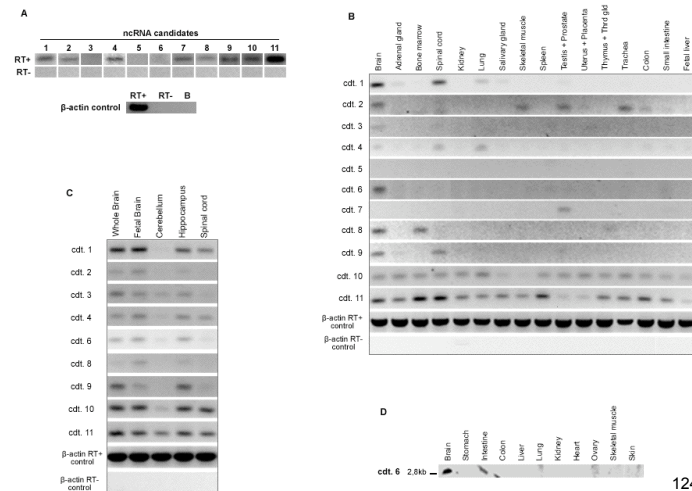 A
ncRNA candidates
1 2 3 4 5 6 7 8 9 10 11
RT+
RT-
RT+ RT- B
β-actin control
B
Brain
Adrenal gland
Bone marrow
Spinal cord
Kidney
Lung
Salivary gland
Skeletal muscle
Spleen
Testis + Prostate
Uterus + Placenta
Thymus + Thrd gld
Trachea
Colon
Small intestine
Fetal liver
cdt. 1
cdt. 2
cdt. 3
cdt. 4
cdt. 5
cdt. 6
cdt. 7
cdt. 8
cdt. 9
cdt. 10
cdt. 11
β-actin RT+
control
β-actin RT-
control
C
Whole Brain
Fetal Brain
Cerebellum
Hippocampus
Spinal cord
cdt. 1
cdt. 2
cdt. 3
cdt. 4
cdt. 6
cdt. 8
cdt. 9
cdt. 10
cdt. 11
β-actin RT+
control
β-actin RT-
control
D
Brain
Stomach
Intestine
Colon
Liver
Lung
Kidney
Heart
Ovary
Skeletal muscle
Skin
cdt. 6 2,8kb
124